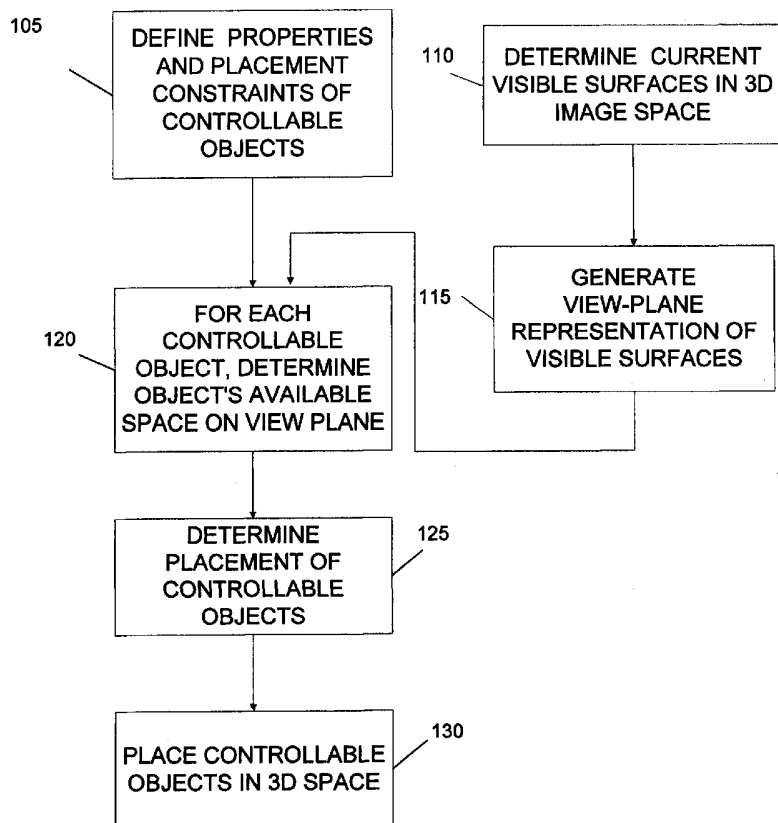 105
DEFINE PROPERTIES
AND PLACEMENT
CONSTRAINTS OF
CONTROLLABLE
OBJECTS
110
DETERMINE CURRENT
VISIBLE SURFACES IN 3D
IMAGE SPACE
115
GENERATE
VIEW-PLANE
REPRESENTATION OF
VISIBLE SURFACES
120
FOR EACH
CONTROLLABLE
OBJECT, DETERMINE
OBJECT'S AVAILABLE
SPACE ON VIEW PLANE
DETERMINE
PLACEMENT OF
CONTROLLABLE
OBJECTS
125
PLACE CONTROLLABLE
OBJECTS IN 3D SPACE
130